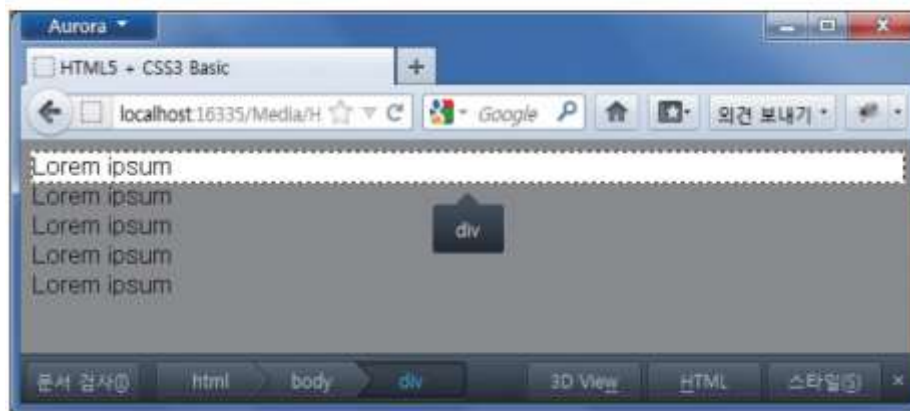 Aurora
HTML5 + CSS3 Basic
+
localhost:16335/Media/H
Google
의견 보내기
Lorem ipsum
Lorem ipsum
Lorem ipsum
Lorem ipsum
Lorem ipsum
div
문서 검사(I) html body div 3D View HTML 스타일(S) ×